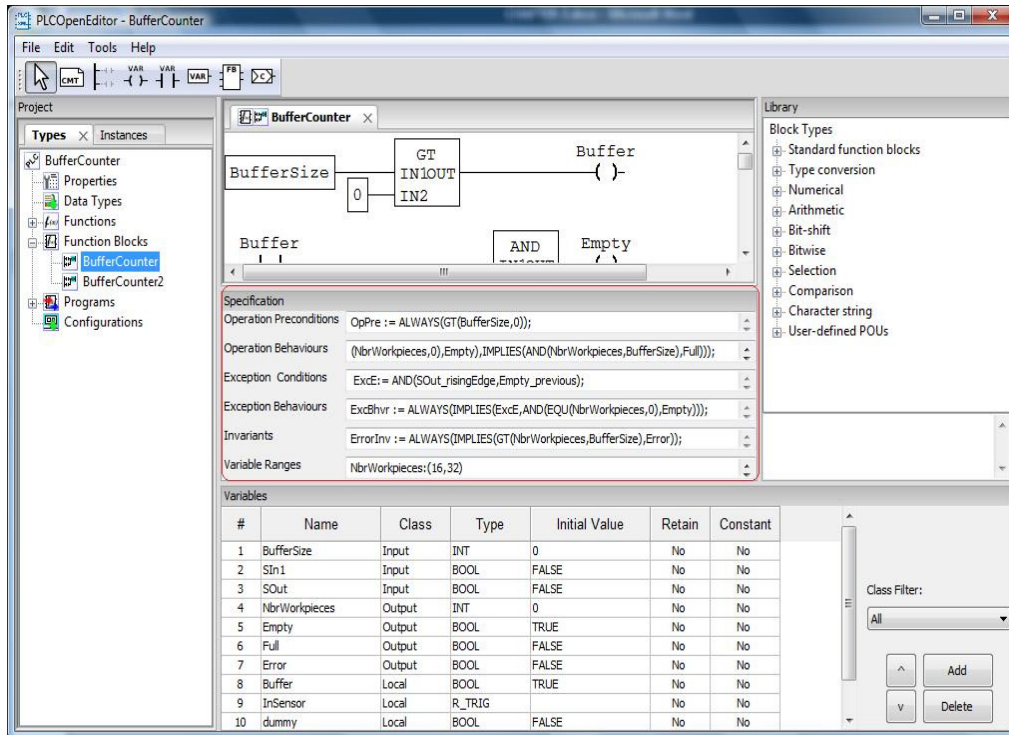 PLCOpenEditor - BufferCounter
File Edit Tools Help
CMT VAR VAR VAR FB C
Project
Types Instances
BufferCounter
Properties
Data Types
Functions
Function Blocks
BufferCounter
BufferCounter2
Programs
Configurations
BufferCounter
BufferSize
GT
IN1OUT
IN2
0
Buffer
( )
Buffer
AND
Empty
Specification
Operation Preconditions OpPre := ALWAYS(GT(BufferSize,0));
Operation Behaviours (NbrWorkpieces,0),Empty),IMPLIES(AND(NbrWorkpieces,BufferSize),Full)));
Exception Conditions ExcE:= AND(SOut_risingEdge,Empty_previous);
Exception Behaviours ExcBhvr := ALWAYS(IMPLIES(ExcE,AND(EQU(NbrWorkpieces,0),Empty)));
Invariants ErrorInv := ALWAYS(IMPLIES(GT(NbrWorkpieces,BufferSize),Error));
Variable Ranges NbrWorkpieces:(16,32)
Library
Block Types
Standard function blocks
Type conversion
Numerical
Arithmetic
Bit-shift
Bitwise
Selection
Comparison
Character string
User-defined POUs
Variables
# Name Class Type Initial Value Retain Constant
1 BufferSize Input INT 0 No No
2 SIn1 Input BOOL FALSE No No
3 SOut Input BOOL FALSE No No
4 NbrWorkpieces Output INT 0 No No
5 Empty Output BOOL TRUE No No
6 Full Output BOOL FALSE No No
7 Error Output BOOL FALSE No No
8 Buffer Local BOOL TRUE No No
9 InSensor Local R_TRIG No No
10 dummy Local BOOL FALSE No No
Class Filter:
All
Add
Delete